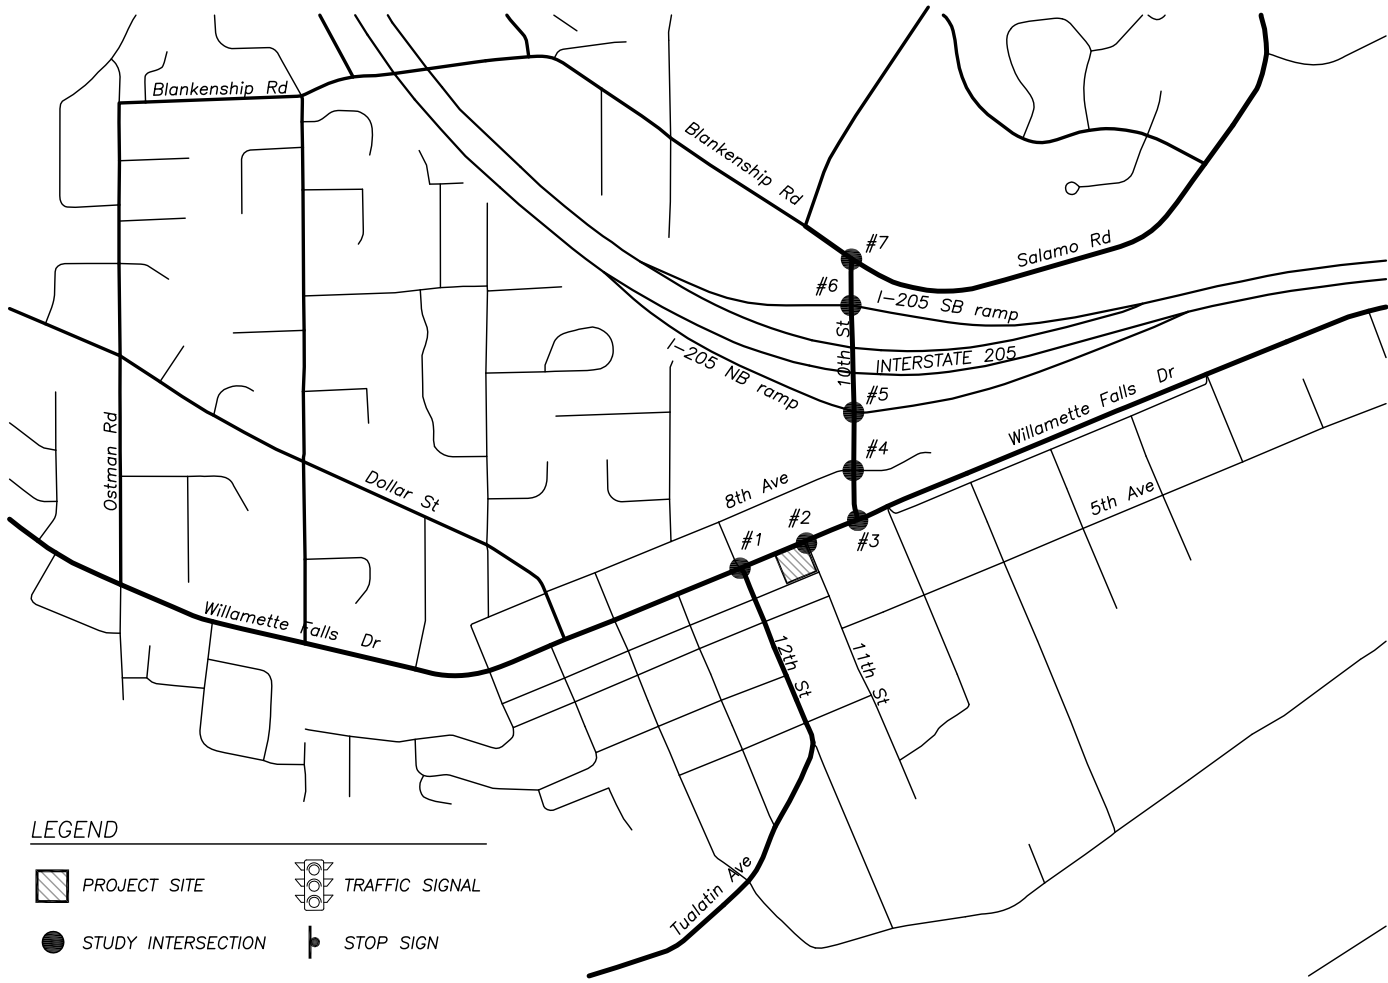 Blankenship Rd
Blankenship Rd
#7
Salamo Rd
#6
I-205 SB ramp
10th St
INTERSTATE 205
I-205 NB ramp
Willamette Falls Dr
#5
Ostman Rd
#4
Dollar St
8th Ave
5th Ave
#2
#1
#3
Willamette Falls Dr
12th St
11th St
Tualatin Ave
LEGEND
PROJECT SITE
TRAFFIC SIGNAL
STUDY INTERSECTION
STOP SIGN